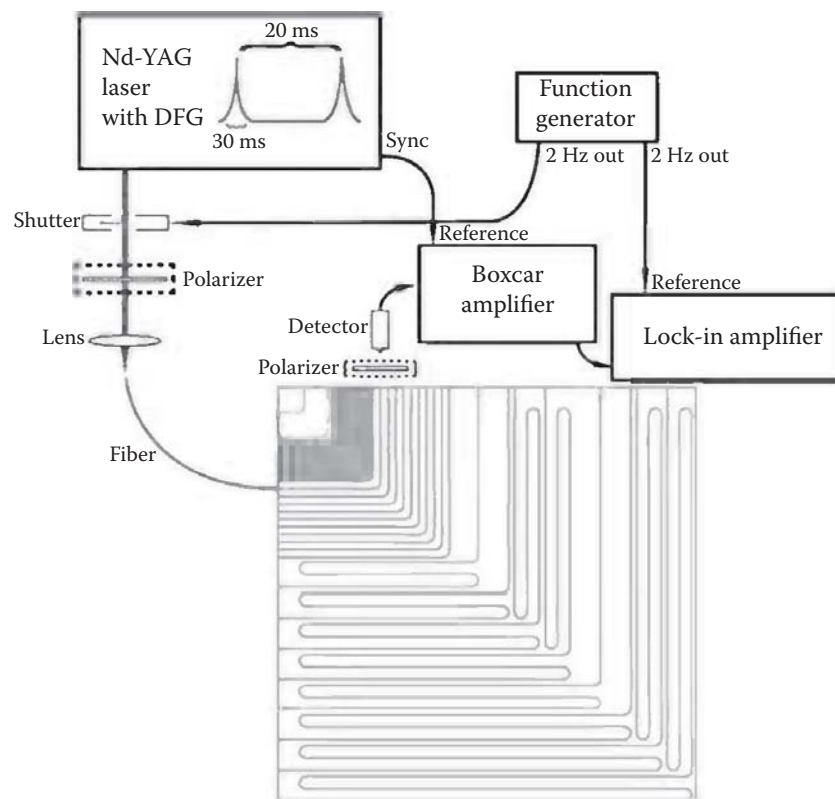 20 ms
Nd-YAG
laser
with DFG
30 ms
Sync
Function
generator
2 Hz out
2 Hz out
Shutter
Reference
Polarizer
Boxcar
amplifier
Reference
Detector
Lens
Lock-in amplifier
Polarizer
Fiber